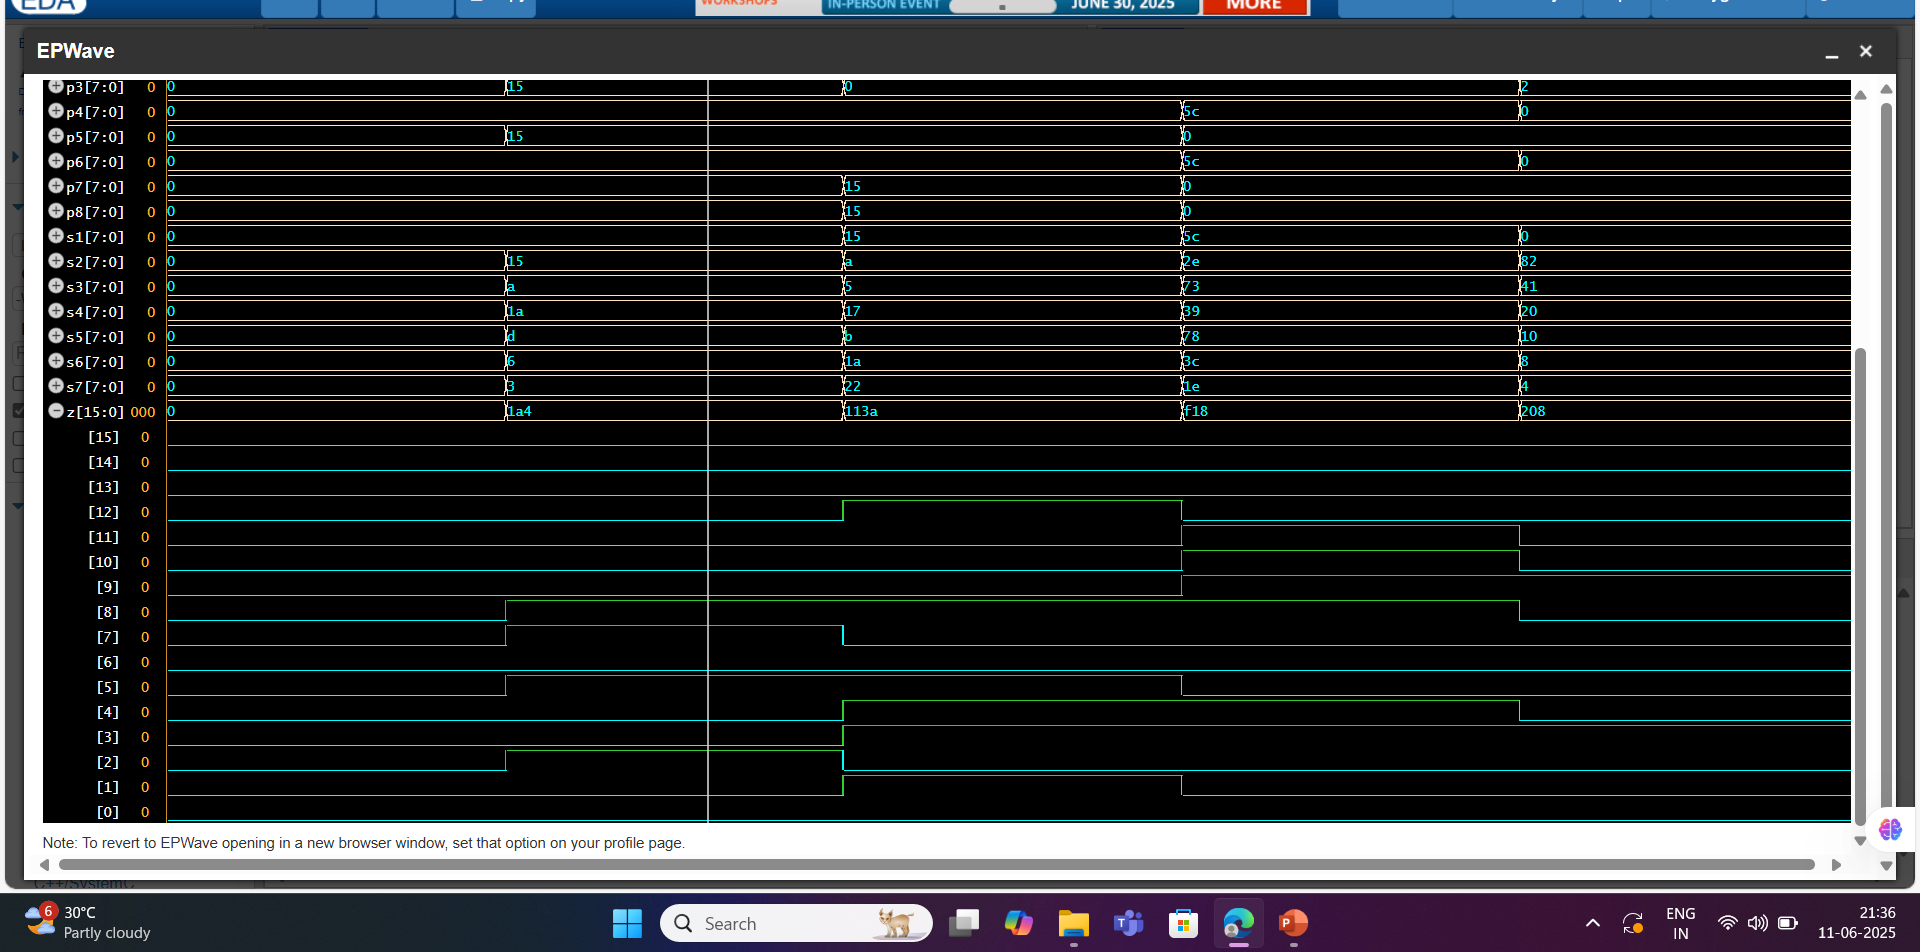 EDA
WORKSHOPS
IN-PERSON EVENT
JUNE 30, 2025
MORE
EPWave
p3[7:0] 0 0 15 0 2
p4[7:0] 0 0 5c 0
p5[7:0] 0 0 15 0
p6[7:0] 0 0 5c 0
p7[7:0] 0 0 15 0
p8[7:0] 0 0 15 0
s1[7:0] 0 0 15 5c 0
s2[7:0] 0 0 15 a 2e 82
s3[7:0] 0 0 a 5 73 41
s4[7:0] 0 0 1a 17 39 20
s5[7:0] 0 0 d b 78 10
s6[7:0] 0 0 6 1a 3c 8
s7[7:0] 0 0 3 22 1e 4
z[15:0] 000 0 1a4 113a f18 208
[15] 0
[14] 0
[13] 0
[12] 0
[11] 0
[10] 0
[9] 0
[8] 0
[7] 0
[6] 0
[5] 0
[4] 0
[3] 0
[2] 0
[1] 0
[0] 0
Note: To revert to EPWave opening in a new browser window, set that option on your profile page.
C++/SystemC
6
30°C
Partly cloudy
Search
ENG
IN
21:36
11-06-2025